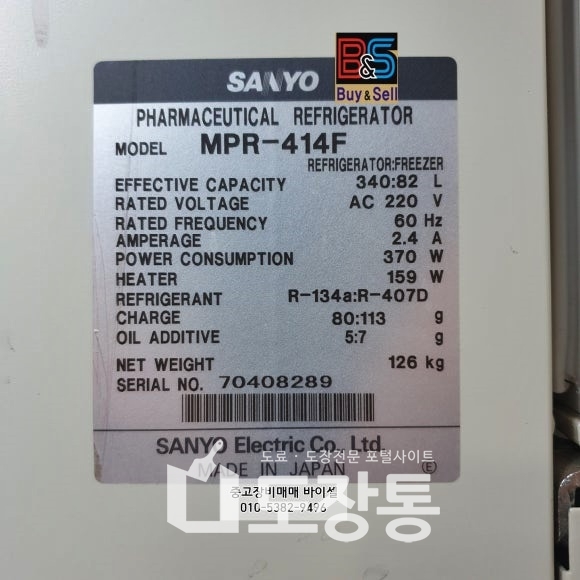 SANYO
B&S
Buy & Sell
PHARMACEUTICAL REFRIGERATOR
MODEL MPR-414F
REFRIGERATOR:FREEZER
EFFECTIVE CAPACITY 340:82 L
RATED VOLTAGE AC 220 V
RATED FREQUENCY 60 Hz
AMPERAGE 2.4 A
POWER CONSUMPTION 370 W
HEATER 159 W
REFRIGERANT R-134a:R-407D
CHARGE 80:113 g
OIL ADDITIVE 5:7 g
NET WEIGHT 126 kg
SERIAL NO. 70408289
SANYO Electric Co., Ltd.
도료·도장전문 포털사이트
MADE IN JAPAN E
도장통
중고장비매매 바이셀
010-5382-9496